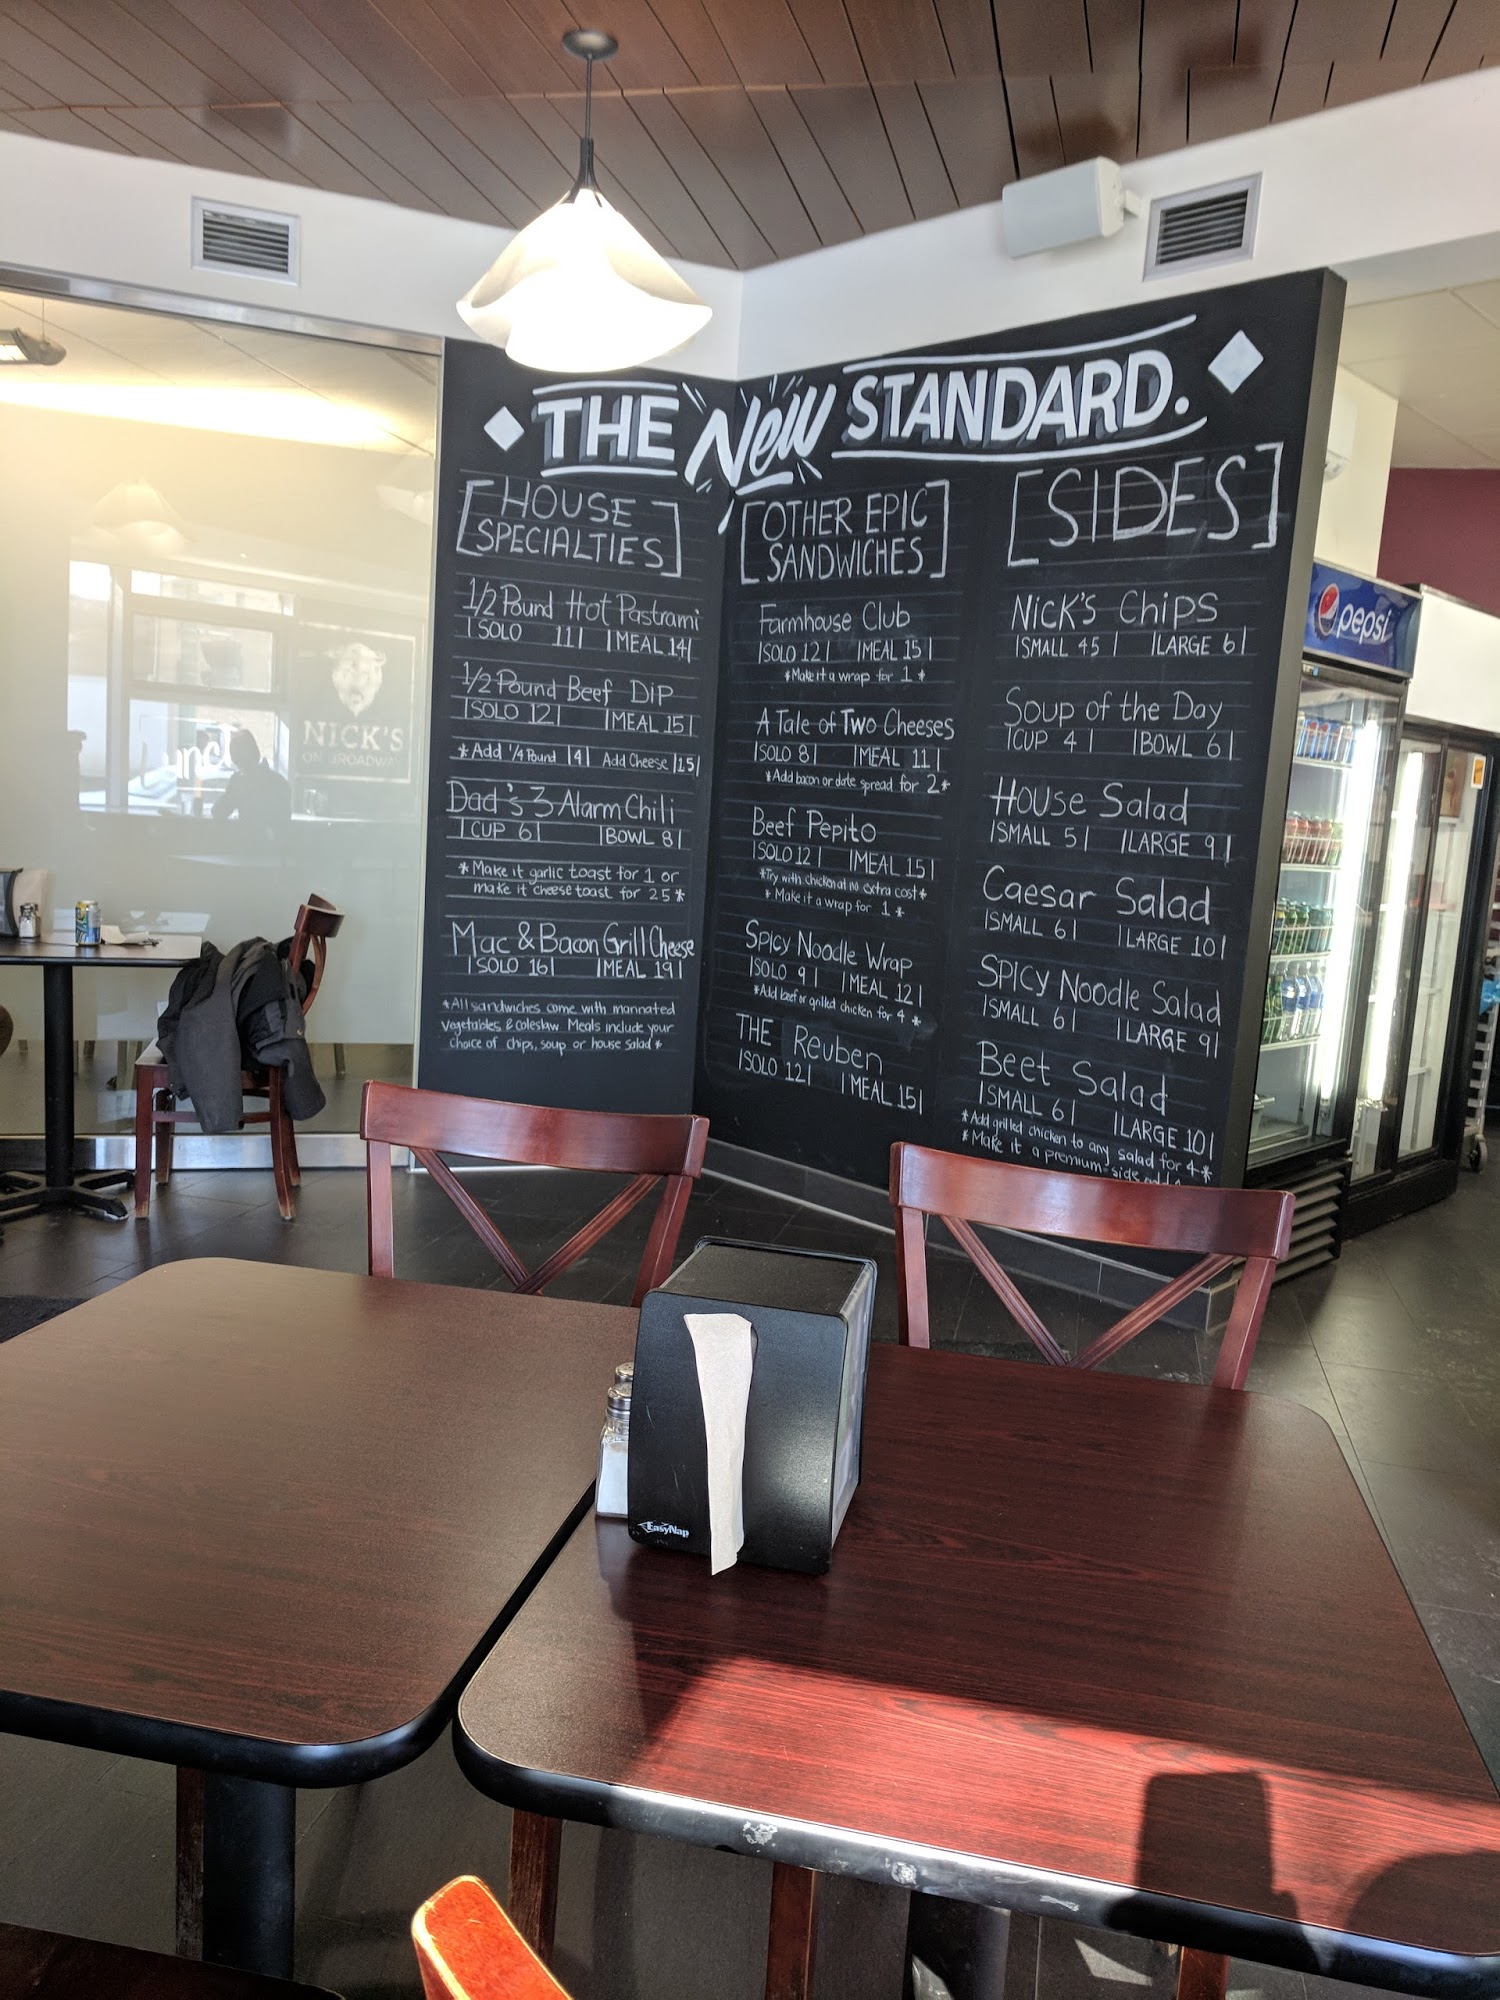 THE New STANDARD.
[HOUSE
SPECIALTIES]
1/2 Pound Hot Pastrami
|SOLO 11| |MEAL 14|
1/2 Pound Beef Dip
|SOLO 12| |MEAL 15|
*Add 1/4 Pound |4| Add Cheese |15|
Dad's 3 Alarm Chili
|CUP 6| |BOWL 8|
*Make it garlic toast for 1 or
make it cheese toast for 25*
Mac & Bacon Grill Cheese
|SOLO 16| |MEAL 19|
*All sandwiches come with marinated
vegetables & coleslaw. Meals include your
choice of chips, soup or house salad*
[OTHER EPIC
SANDWICHES]
Farmhouse Club
|SOLO 12| |MEAL 15|
*Make it a wrap for 1*
A Tale of Two Cheeses
|SOLO 8| |MEAL 11|
*Add bacon or date spread for 2*
Beef Pepito
|SOLO 12| |MEAL 15|
*Try with chicken at no extra cost*
*Make it a wrap for 1*
Spicy Noodle Wrap
|SOLO 9| |MEAL 12|
*Add beef or grilled chicken for 4*
THE Reuben
|SOLO 12| |MEAL 15|
[SIDES]
Nick's Chips
|SMALL 45| |LARGE 6|
Soup of the Day
|CUP 4| |BOWL 6|
House Salad
|SMALL 5| |LARGE 9|
Caesar Salad
|SMALL 6| |LARGE 10|
Spicy Noodle Salad
|SMALL 6| |LARGE 9|
Beet Salad
|SMALL 6| |LARGE 10|
*Add grilled chicken to any salad for 4*
*Make it a premium side add
pepsi
NICK'S
ON BROADWAY
EasyNap